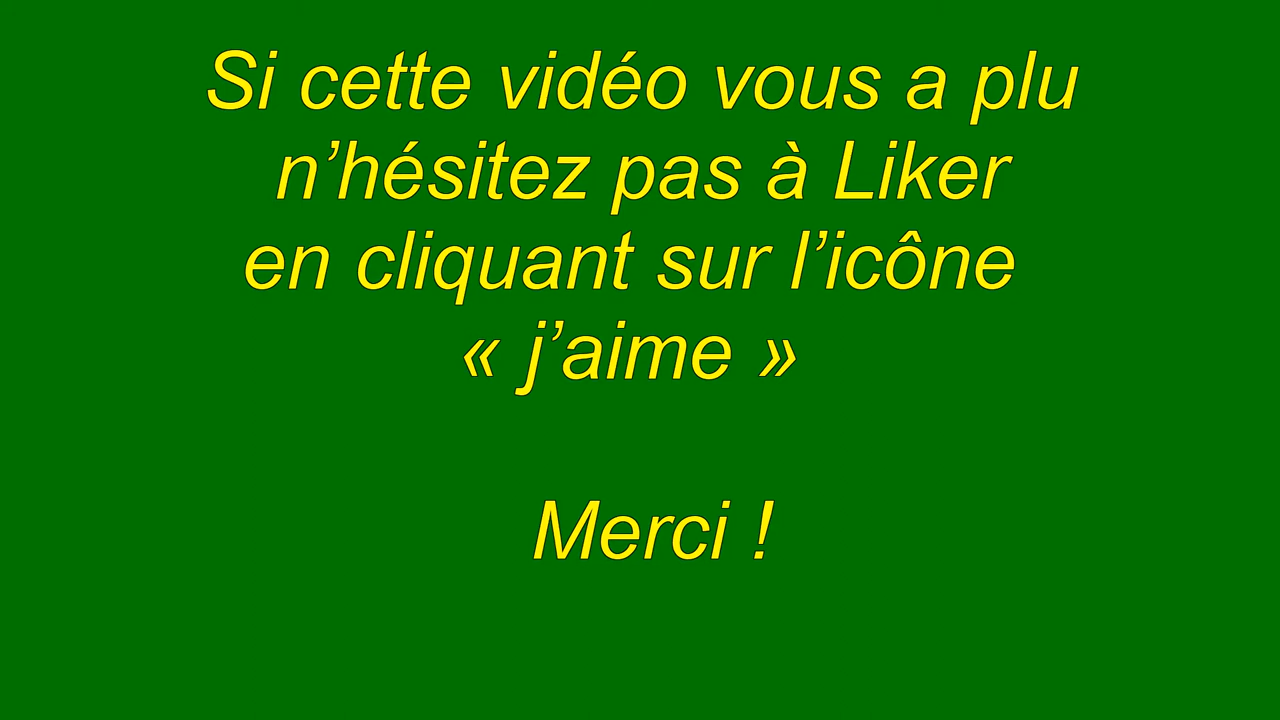 Si cette vidéo vous a plu
n’hésitez pas à Liker
en cliquant sur l’icône
« j’aime »
Merci !